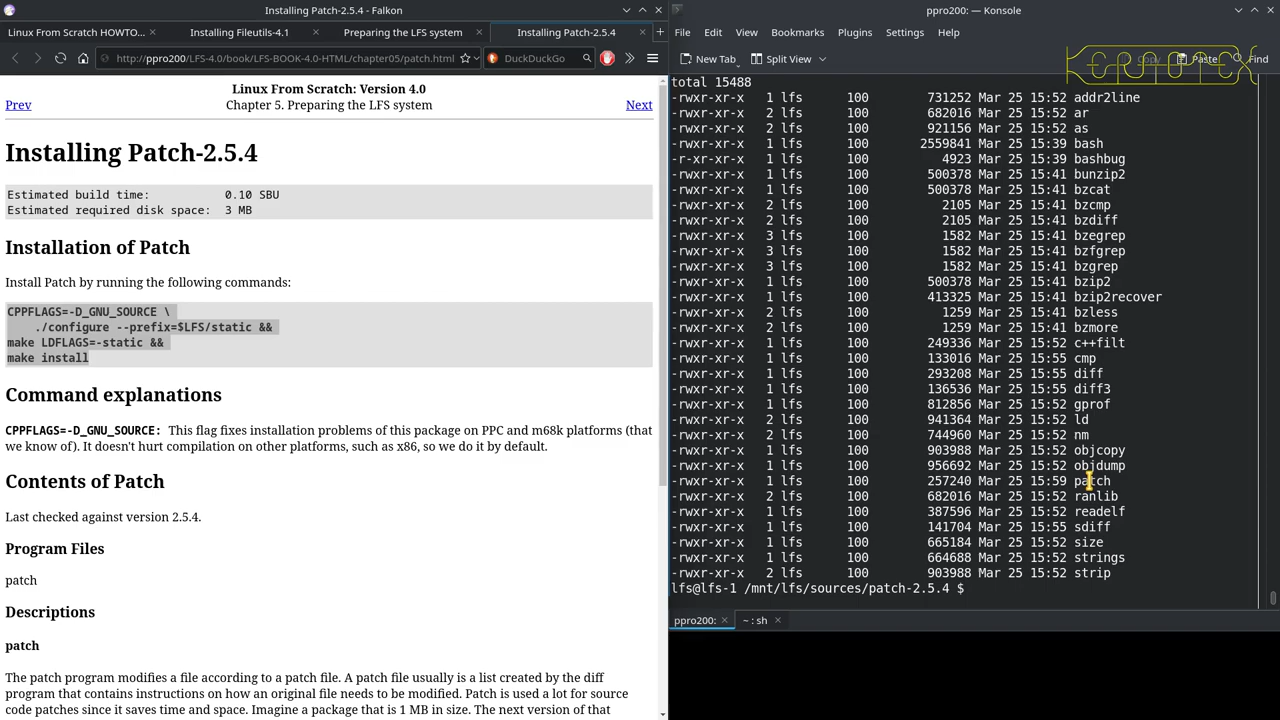 Installing Patch-2.5.4 - Falkon
Linux From Scratch HOWTO...
Installing Fileutils-4.1
Preparing the LFS system
Installing Patch-2.5.4
http://ppro200/LFS-4.0/book/LFS-BOOK-4.0-HTML/chapter05/patch.html
DuckDuckGo
Linux From Scratch: Version 4.0
Prev
Chapter 5. Preparing the LFS system
Next
Installing Patch-2.5.4
Estimated build time: 0.10 SBU
Estimated required disk space: 3 MB
Installation of Patch
Install Patch by running the following commands:
CPPFLAGS=-D_GNU_SOURCE \
./configure --prefix=$LFS/static &&
make LDFLAGS=-static &&
make install
Command explanations
CPPFLAGS=-D_GNU_SOURCE: This flag fixes installation problems of this package on PPC and m68k platforms (that
we know of). It doesn't hurt compilation on other platforms, such as x86, so we do it by default.
Contents of Patch
Last checked against version 2.5.4.
Program Files
patch
Descriptions
patch
The patch program modifies a file according to a patch file. A patch file usually is a list created by the diff
program that contains instructions on how an original file needs to be modified. Patch is used a lot for source
code patches since it saves time and space. Imagine a package that is 1 MB in size. The next version of that
ppro200: — Konsole
File Edit View Bookmarks Plugins Settings Help
New Tab Split View Copy Paste Find
total 15488
-rwxr-xr-x 1 lfs 100 731252 Mar 25 15:52 addr2line
-rwxr-xr-x 2 lfs 100 682016 Mar 25 15:52 ar
-rwxr-xr-x 2 lfs 100 921156 Mar 25 15:52 as
-rwxr-xr-x 1 lfs 100 2559841 Mar 25 15:39 bash
-r-xr-xr-x 1 lfs 100 4923 Mar 25 15:39 bashbug
-rwxr-xr-x 1 lfs 100 500378 Mar 25 15:41 bunzip2
-rwxr-xr-x 1 lfs 100 500378 Mar 25 15:41 bzcat
-rwxr-xr-x 2 lfs 100 2105 Mar 25 15:41 bzcmp
-rwxr-xr-x 2 lfs 100 2105 Mar 25 15:41 bzdiff
-rwxr-xr-x 3 lfs 100 1582 Mar 25 15:41 bzegrep
-rwxr-xr-x 3 lfs 100 1582 Mar 25 15:41 bzfgrep
-rwxr-xr-x 3 lfs 100 1582 Mar 25 15:41 bzgrep
-rwxr-xr-x 1 lfs 100 500378 Mar 25 15:41 bzip2
-rwxr-xr-x 1 lfs 100 413325 Mar 25 15:41 bzip2recover
-rwxr-xr-x 2 lfs 100 1259 Mar 25 15:41 bzless
-rwxr-xr-x 2 lfs 100 1259 Mar 25 15:41 bzmore
-rwxr-xr-x 1 lfs 100 249336 Mar 25 15:52 c++filt
-rwxr-xr-x 1 lfs 100 133016 Mar 25 15:55 cmp
-rwxr-xr-x 1 lfs 100 293208 Mar 25 15:55 diff
-rwxr-xr-x 1 lfs 100 136536 Mar 25 15:55 diff3
-rwxr-xr-x 1 lfs 100 812856 Mar 25 15:52 gprof
-rwxr-xr-x 2 lfs 100 941364 Mar 25 15:52 ld
-rwxr-xr-x 2 lfs 100 744960 Mar 25 15:52 nm
-rwxr-xr-x 1 lfs 100 903988 Mar 25 15:52 objcopy
-rwxr-xr-x 1 lfs 100 956692 Mar 25 15:52 objdump
-rwxr-xr-x 1 lfs 100 257240 Mar 25 15:59 patch
-rwxr-xr-x 2 lfs 100 682016 Mar 25 15:52 ranlib
-rwxr-xr-x 1 lfs 100 387596 Mar 25 15:52 readelf
-rwxr-xr-x 1 lfs 100 141704 Mar 25 15:55 sdiff
-rwxr-xr-x 1 lfs 100 665184 Mar 25 15:52 size
-rwxr-xr-x 1 lfs 100 664688 Mar 25 15:52 strings
-rwxr-xr-x 2 lfs 100 903988 Mar 25 15:52 strip
lfs@lfs-1 /mnt/lfs/sources/patch-2.5.4 $
ppro200:
~ : sh